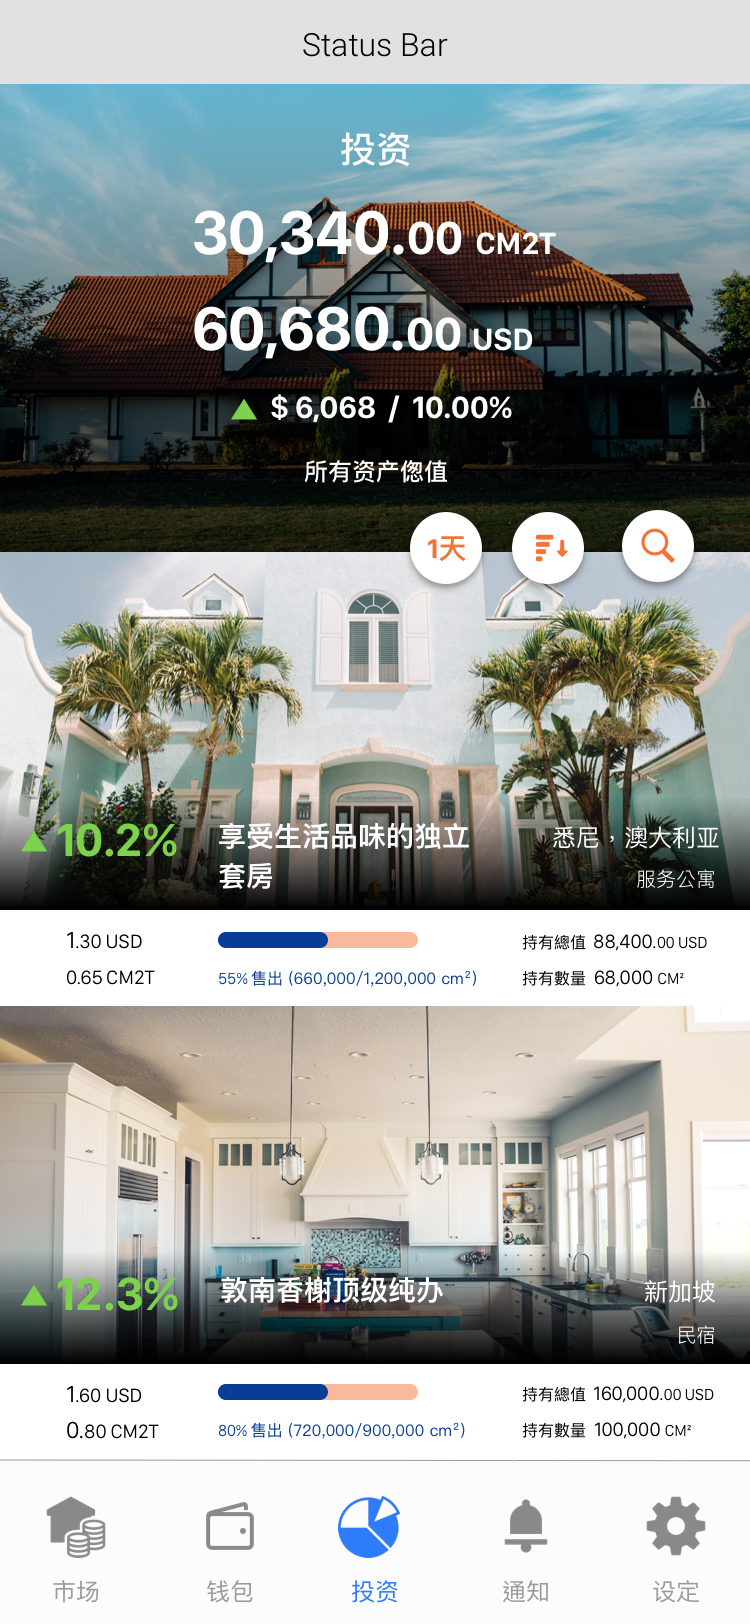 Status Bar
投资
30,340.00 CM2T
60,680.00 USD
$ 6,068 / 10.00%
所有资产偬值
1天
10.2%
享受生活品味的独立
套房
悉尼，澳大利亚
服务公寓
1.30 USD
0.65 CM2T
55% 售出 (660,000/1,200,000 cm²)
持有總值 88,400.00 USD
持有數量 68,000 CM²
12.3%
敦南香榭顶级纯办
新加坡
民宿
1.60 USD
0.80 CM2T
80% 售出 (720,000/900,000 cm²)
持有總值 160,000.00 USD
持有數量 100,000 CM²
市场
钱包
投资
通知
设定